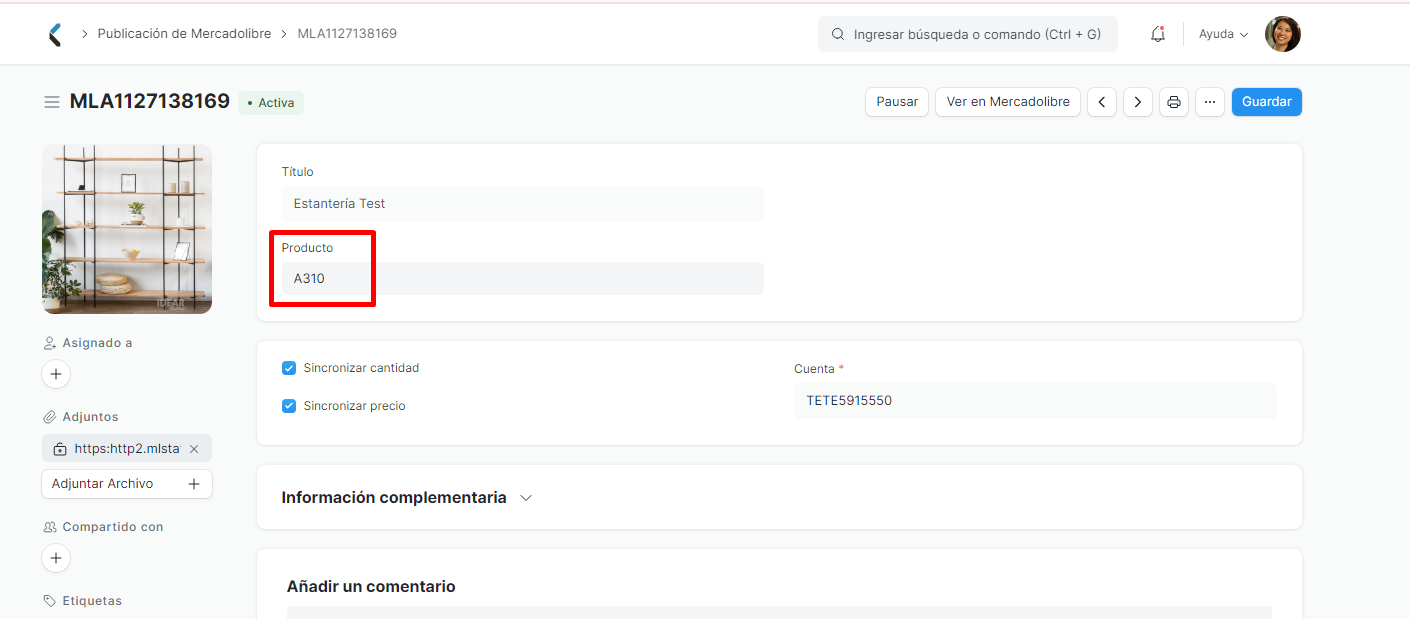 Publicación de Mercadolibre
MLA1127138169
Ingresar búsqueda o comando (Ctrl + G)
Ayuda
MLA1127138169
Activa
Pausar
Ver en Mercadolibre
Guardar
Título
Estantería Test
Producto
A310
IDEAR
Asignado a
Adjuntos
https:http2.mlsta
Adjuntar Archivo
Compartido con
Etiquetas
Sincronizar cantidad
Sincronizar precio
Cuenta *
TETE5915550
Información complementaria
Añadir un comentario